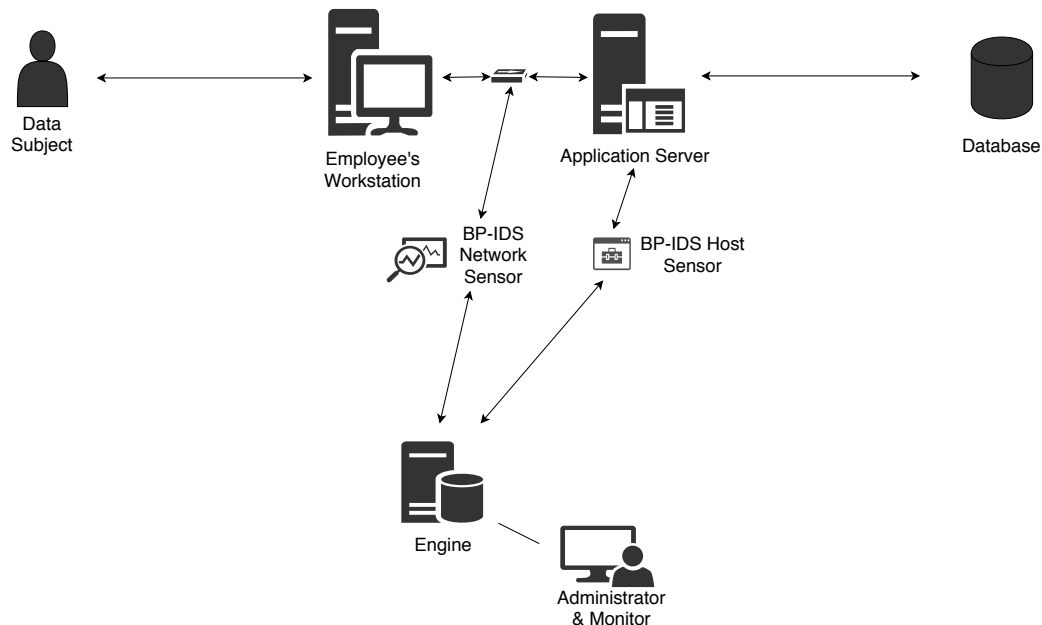 Data
Subject
Employee's
Workstation
Application Server
Database
BP-IDS
Network
Sensor
BP-IDS Host
Sensor
Engine
Administrator
& Monitor